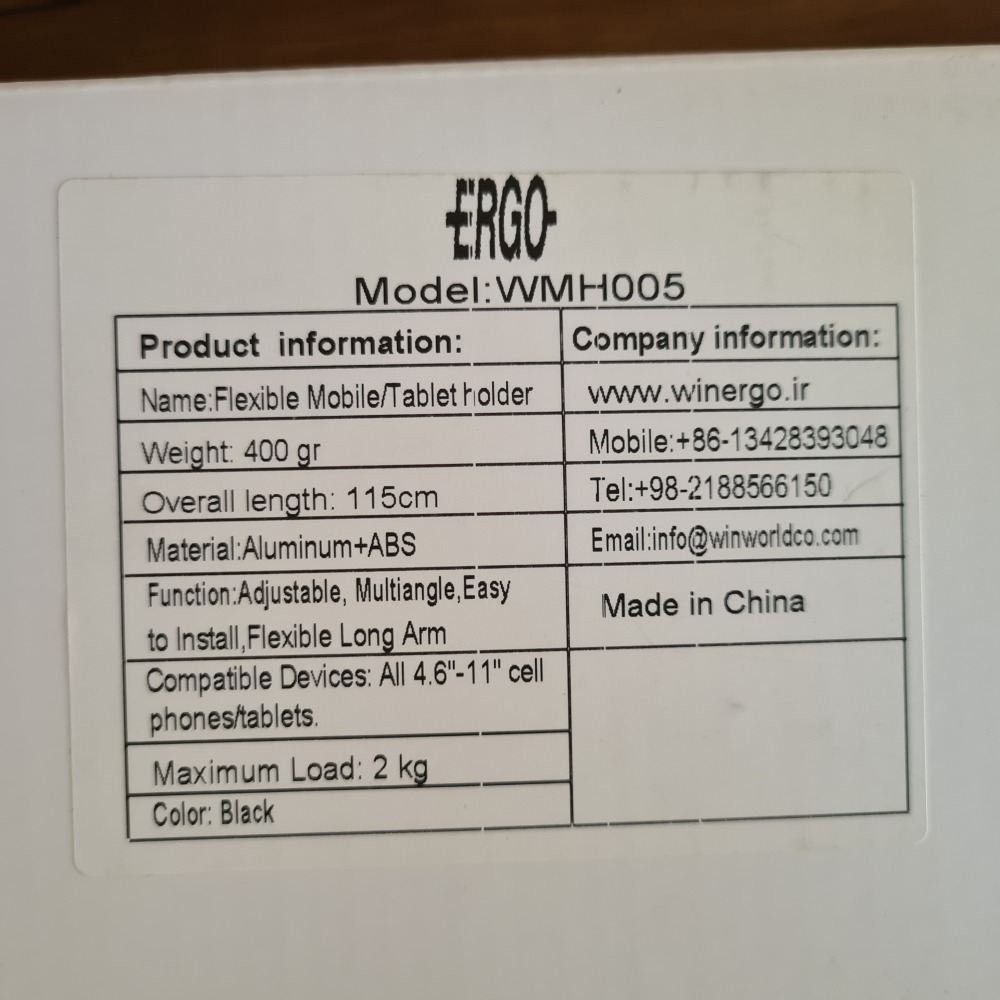 ERGO
Model:WMH005
Product information:
Company information:
Name:Flexible Mobile/Tablet holder
www.winergo.ir
Weight: 400 gr
Mobile:+86-13428393048
Overall length: 115cm
Tel:+98-2188566150
Material:Aluminum+ABS
Email:info@winworldco.com
Function:Adjustable, Multiangle,Easy
to Install,Flexible Long Arm
Made in China
Compatible Devices: All 4.6"-11" cell
phones/tablets.
Maximum Load: 2 kg
Color: Black